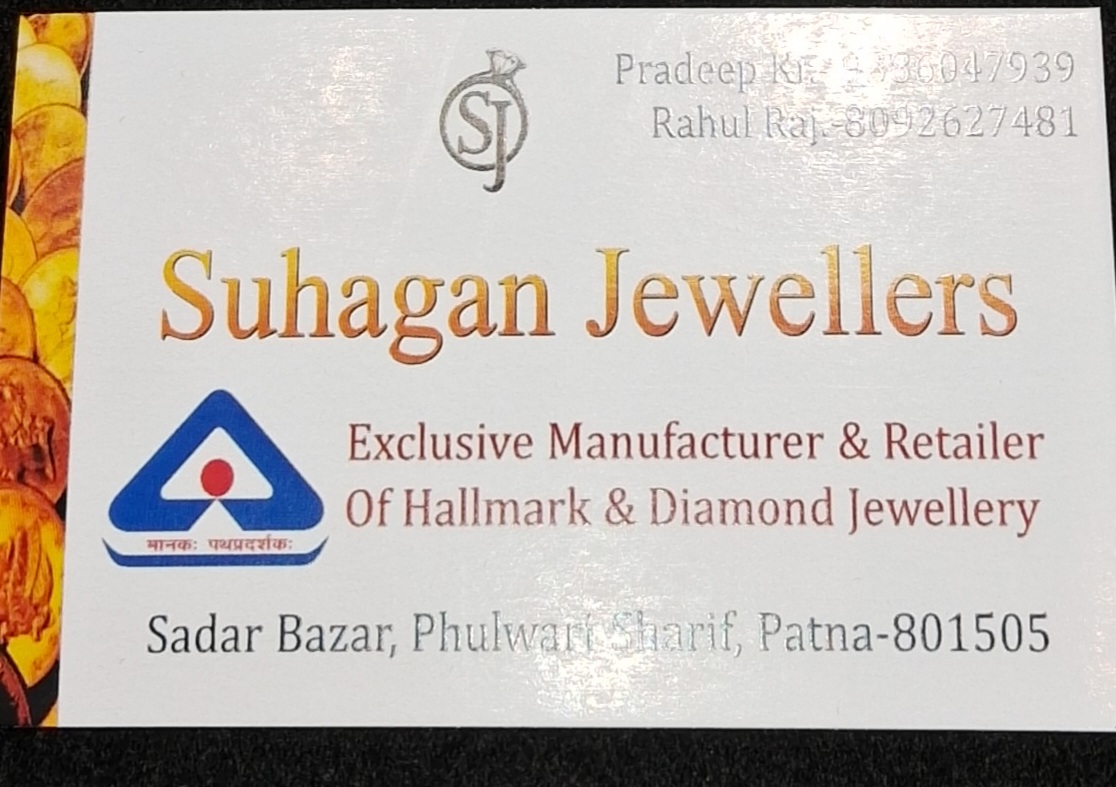 SJ
Pradeep Kr.
Rahul Raj.-8092627481
Suhagan Jewellers
Exclusive Manufacturer & Retailer
Of Hallmark & Diamond Jewellery
मानकः पथप्रदर्शकः
Sadar Bazar, Phulwari Sharif, Patna-801505